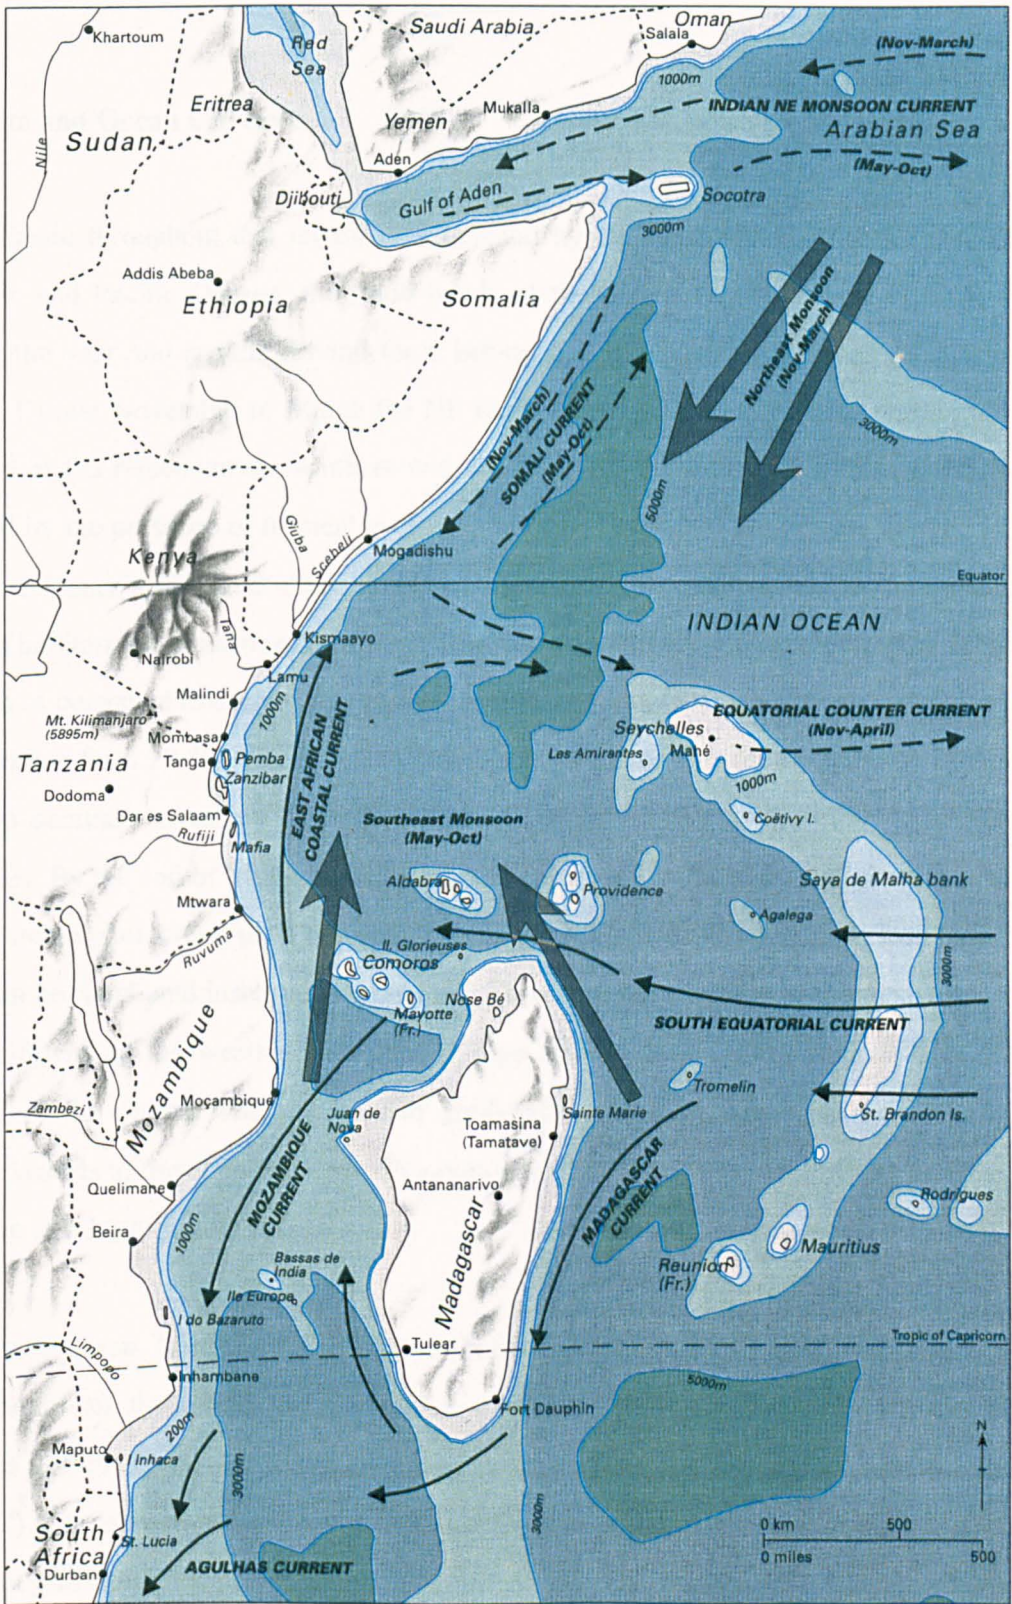 Khartoum
Red
Sea
Saudi Arabia
Oman
Salala
(Nov-March)
1000m
Eritrea
Mukalla
INDIAN NE MONSOON CURRENT
Yemen
Arabian Sea
Sudan
Nile
Aden
(May-Oct)
Djibouti
Gulf of Aden
Socotra
3000m
Addis Abeba
Ethiopia
Somalia
Northeast Monsoon
(Nov-March)
(Nov-March)
SOMALI CURRENT
(May-Oct)
3000m
5000m
Giuba
Scebeli
Mogadishu
Kenya
Equator
Tana
Kismaayo
INDIAN OCEAN
Nairobi
Lamu
Malindi
1000m
Mt. Kilimanjaro
(5895m)
Mombasa
EQUATORIAL COUNTER CURRENT
(Nov-April)
Seychelles
Mahé
Les Amirantes
Tanzania
Tanga
Pemba
Zanzibar
1000m
Dodoma
EAST AFRICAN
COASTAL CURRENT
Dar es Salaam
Rufiji
Mafia
Southeast Monsoon
(May-Oct)
Coëtivy I.
Aldabra
Providence
Saya de Malha bank
Mtwara
Agalega
Ruvuma
Il. Glorieuses
Comoros
3000m
Nose Bé
Mayotte
(Fr.)
SOUTH EQUATORIAL CURRENT
Mozambique
Tromelin
Zambezi
Moçambique
Juan de
Nova
Sainte Marie
St. Brandon Is.
Toamasina
(Tamatave)
MOZAMBIQUE
CURRENT
MADAGASCAR
CURRENT
Quelimane
Antananarivo
Rodrigues
Beira
1000m
Madagascar
Mauritius
Bassas de
India
Reunion
(Fr.)
Ile Europe
I do Bazaruto
Tulear
Tropic of Capricorn
Limpopo
Inhambane
5000m
200m
Fort Dauphin
Maputo
I Inhaca
N
3000m
3000m
South
Africa
St. Lucia
0 km 500
0 miles 500
Durban
AGULHAS CURRENT